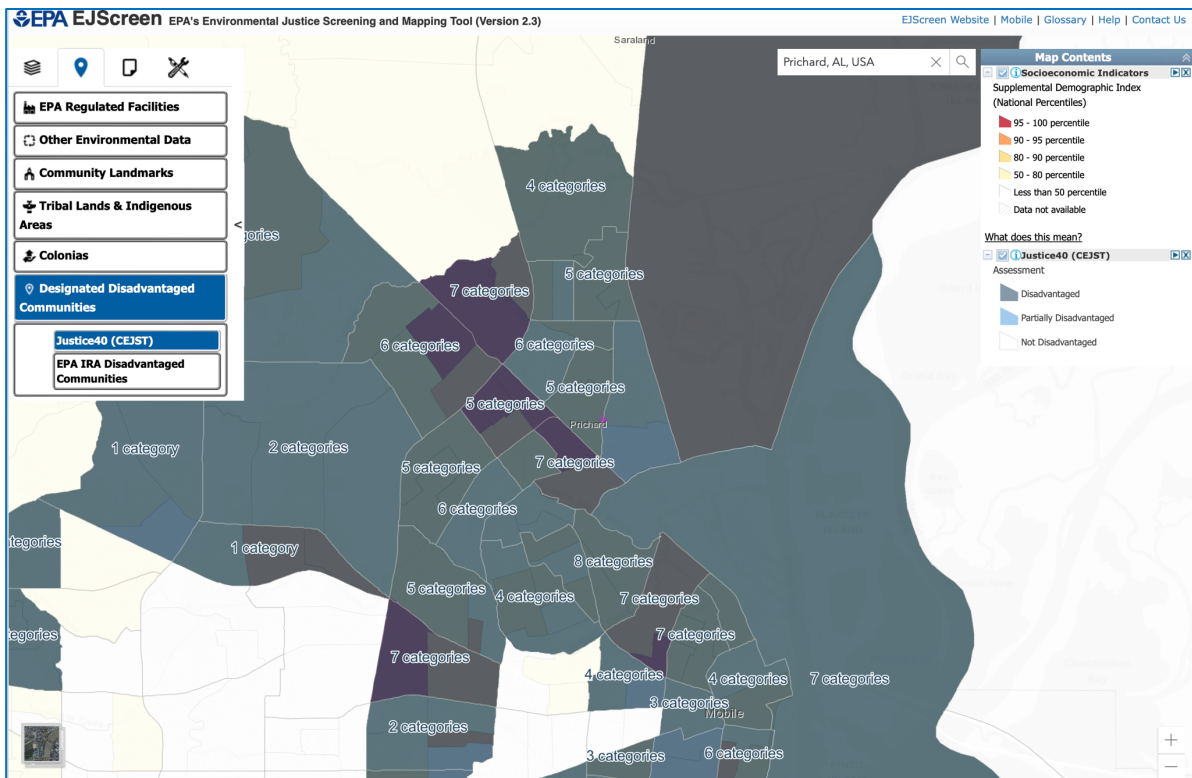 EPA EJScreen EPA's Environmental Justice Screening and Mapping Tool (Version 2.3)
EJScreen Website | Mobile | Glossary | Help | Contact Us
Saraland
Prichard, AL, USA
EPA Regulated Facilities
Other Environmental Data
Community Landmarks
Tribal Lands & Indigenous
Areas
<
Colonias
Designated Disadvantaged
Communities
Justice40 (CEJST)
EPA IRA Disadvantaged
Communities
Map Contents
Socioeconomic Indicators
Supplemental Demographic Index
(National Percentiles)
95 - 100 percentile
90 - 95 percentile
80 - 90 percentile
50 - 80 percentile
Less than 50 percentile
Data not available
What does this mean?
Justice40 (CEJST)
Assessment
Disadvantaged
Partially Disadvantaged
Not Disadvantaged
4 categories
gories
5 categories
7 categories
6 categories
6 categories
5 categories
5 categories
Prichard
1 category
2 categories
7 categories
5 categories
6 categories
tegories
1 category
8 categories
5 categories
4 categories
7 categories
tegories
7 categories
7 categories
4 categories
4 categories
7 categories
3 categories
Mobile
2 categories
3 categories
6 categories
+
−